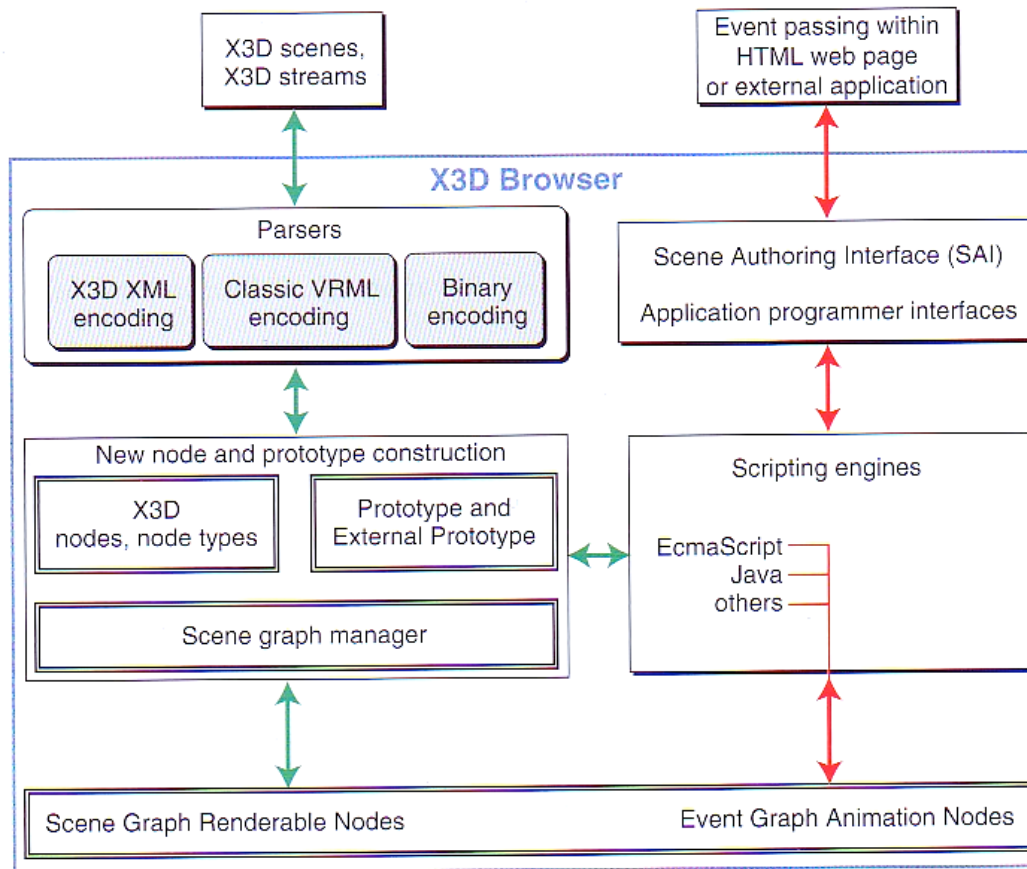 X3D scenes,
X3D streams
Event passing within
HTML web page
or external application
X3D Browser
Parsers
X3D XML
encoding
Classic VRML
encoding
Binary
encoding
Scene Authoring Interface (SAI)
Application programmer interfaces
New node and prototype construction
X3D
nodes, node types
Prototype and
External Prototype
Scene graph manager
Scripting engines
EcmaScript
Java
others
Scene Graph Renderable Nodes
Event Graph Animation Nodes